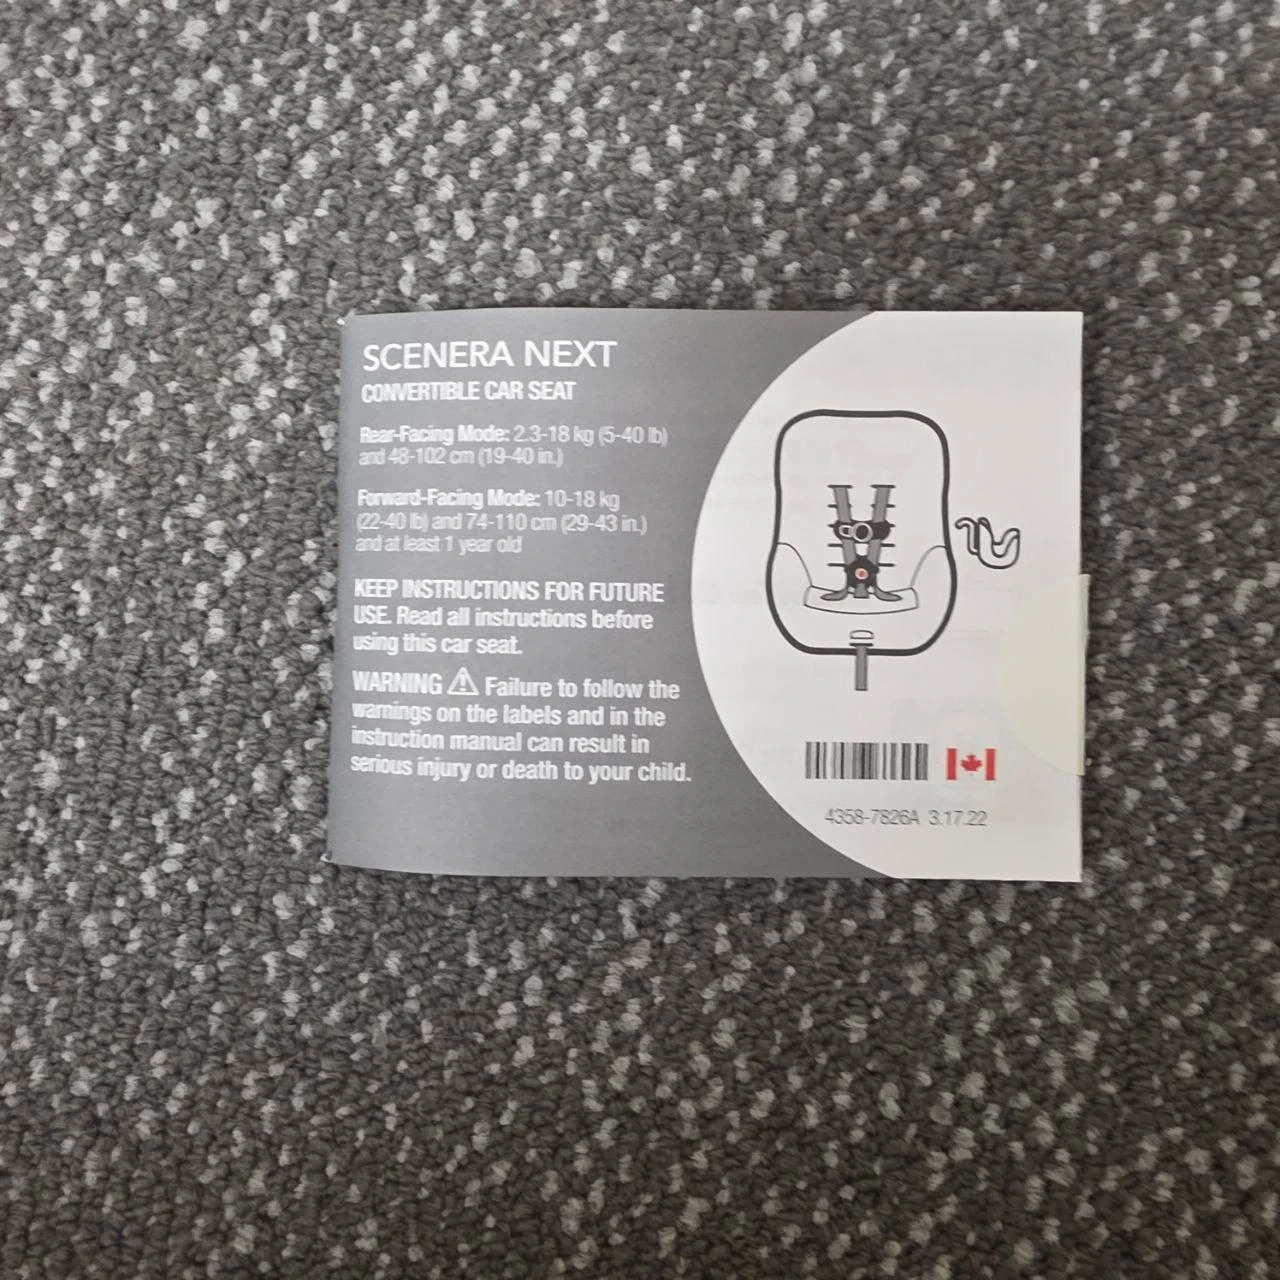 SCENERA NEXT
CONVERTIBLE CAR SEAT
Rear-Facing Mode: 2.3-18 kg (5-40 lb)
and 48-102 cm (19-40 in.)
Forward-Facing Mode: 10-18 kg
(22-40 lb) and 74-110 cm (29-43 in.)
and at least 1 year old
KEEP INSTRUCTIONS FOR FUTURE
USE. Read all instructions before
using this car seat.
WARNING ⚠ Failure to follow the
warnings on the labels and in the
instruction manual can result in
serious injury or death to your child.
4358-7826A 3.17.22